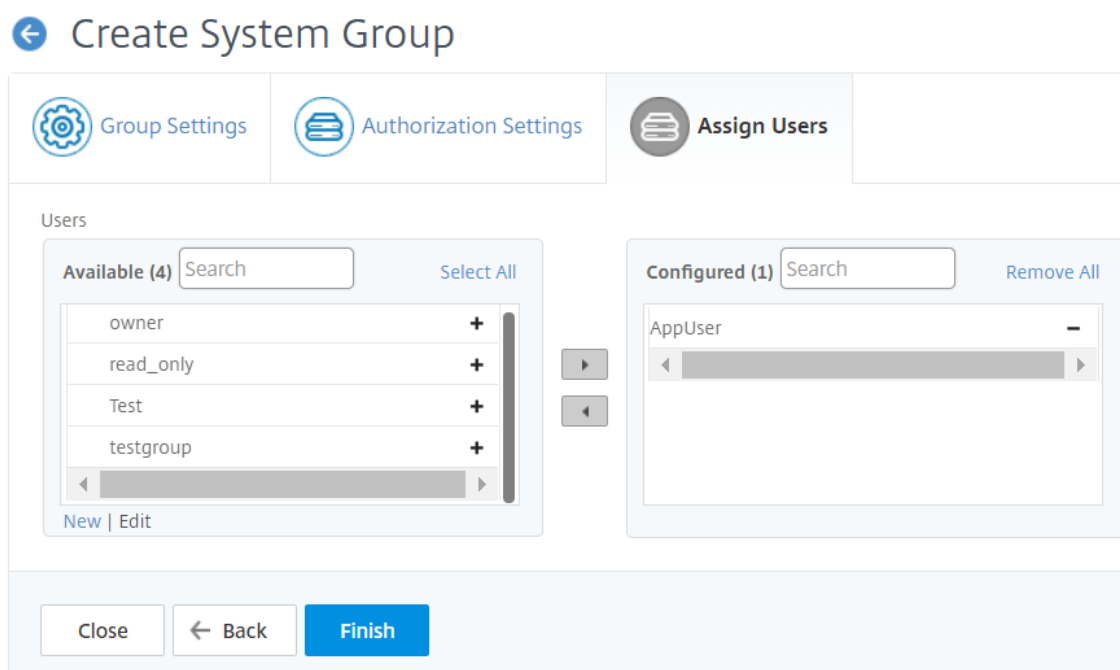 Create System Group
Group Settings
Authorization Settings
Assign Users
Users
Available (4)
Search
Select All
owner
read_only
Test
testgroup
New | Edit
Configured (1)
Search
Remove All
AppUser
Close
Back
Finish